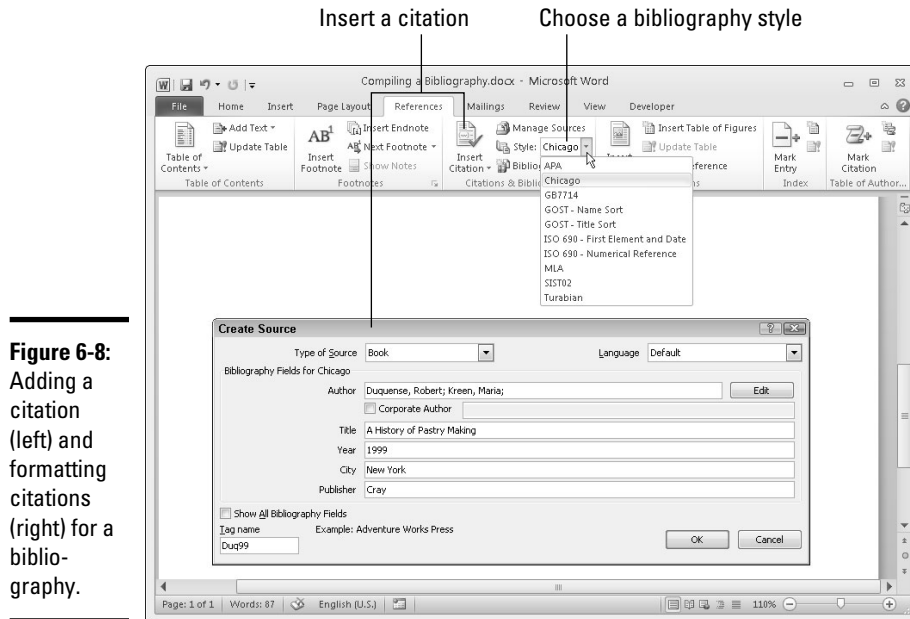 Insert a citation
Choose a bibliography style
Compiling a Bibliography.docx - Microsoft Word
File Home Insert Page Layout References Mailings Review View Developer
Table of Contents
Add Text
Update Table
Table of Contents
AB1
Insert Footnote
Insert Endnote
Next Footnote
Show Notes
Footnotes
Insert Citation
Manage Sources
Style: Chicago
Citations & Bibli
Insert Table of Figures
Update Table
Mark Entry
Index
Mark Citation
Table of Author...
APA
Chicago
GB7714
GOST - Name Sort
GOST - Title Sort
ISO 690 - First Element and Date
ISO 690 - Numerical Reference
MLA
SIST02
Turabian
Create Source
Type of Source Book
Language Default
Bibliography Fields for Chicago
Author Duquense, Robert; Kreen, Maria;
Edit
Corporate Author
Title A History of Pastry Making
Year 1999
City New York
Publisher Cray
Show All Bibliography Fields
Tag name
Example: Adventure Works Press
Duq99
OK Cancel
Page: 1 of 1 Words: 87 English (U.S.) 110%
Figure 6-8:
Adding a
citation
(left) and
formatting
citations
(right) for a
biblio-
graphy.